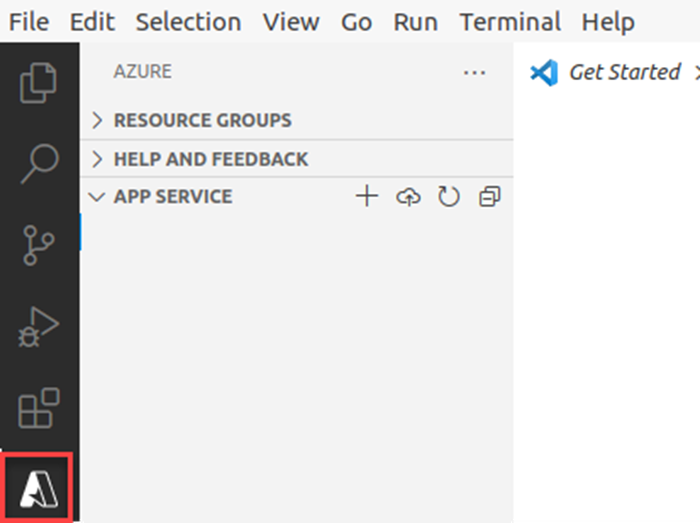 File Edit Selection View Go Run Terminal Help
AZURE
Get Started
RESOURCE GROUPS
HELP AND FEEDBACK
APP SERVICE